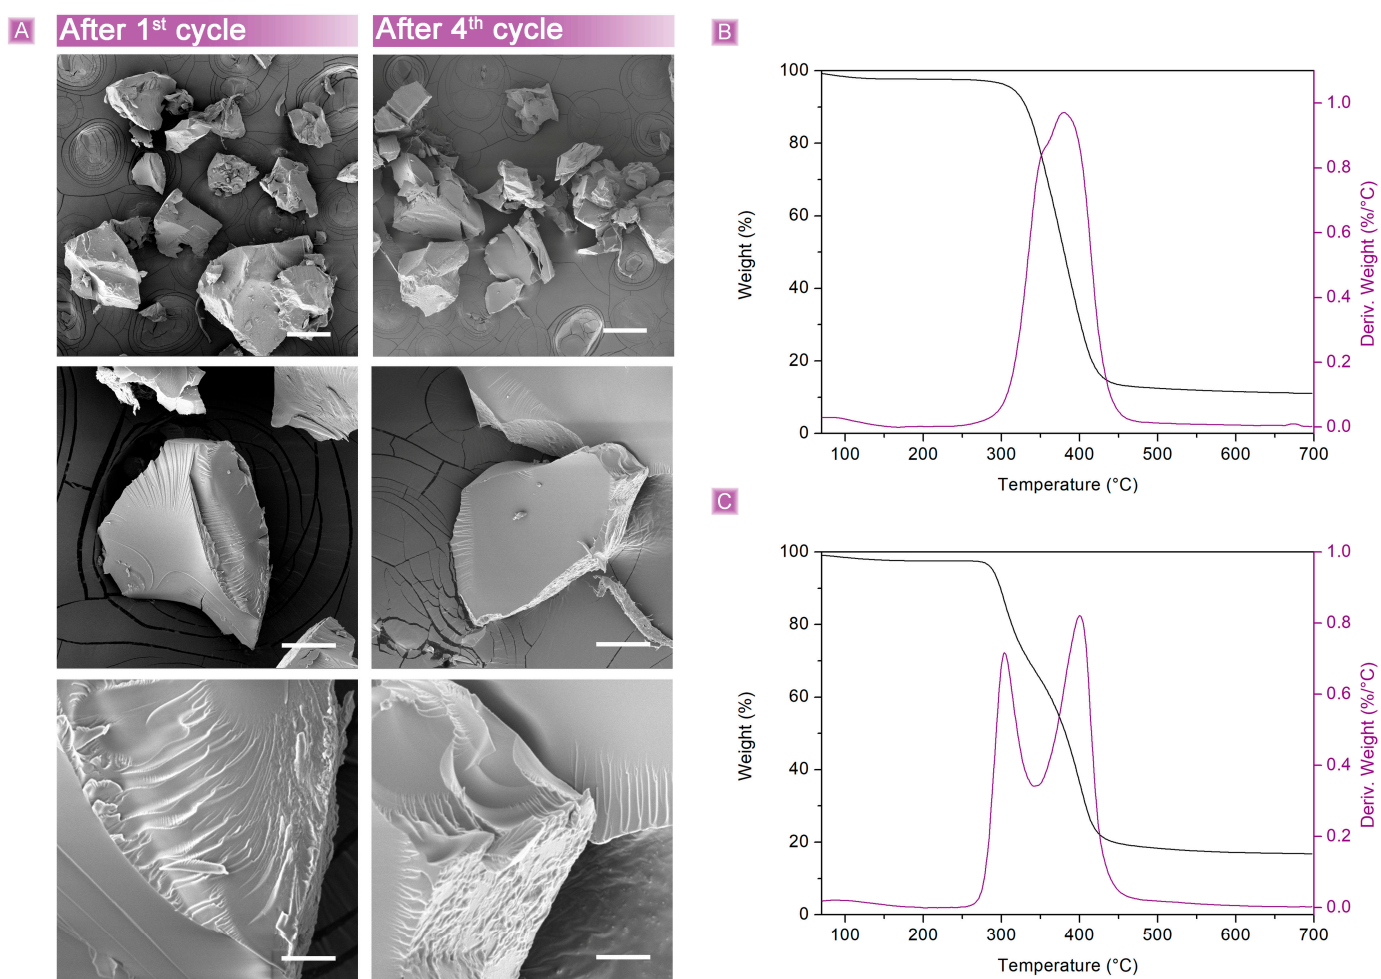 A
After 1st cycle
After 4th cycle
B
100
80
60
40
20
0
Weight (%)
1.0
0.8
0.6
0.4
0.2
0.0
Deriv. Weight (%/°C)
100 200 300 400 500 600 700
Temperature (°C)
C
100
80
60
40
20
0
Weight (%)
1.0
0.8
0.6
0.4
0.2
0.0
Deriv. Weight (%/°C)
100 200 300 400 500 600 700
Temperature (°C)